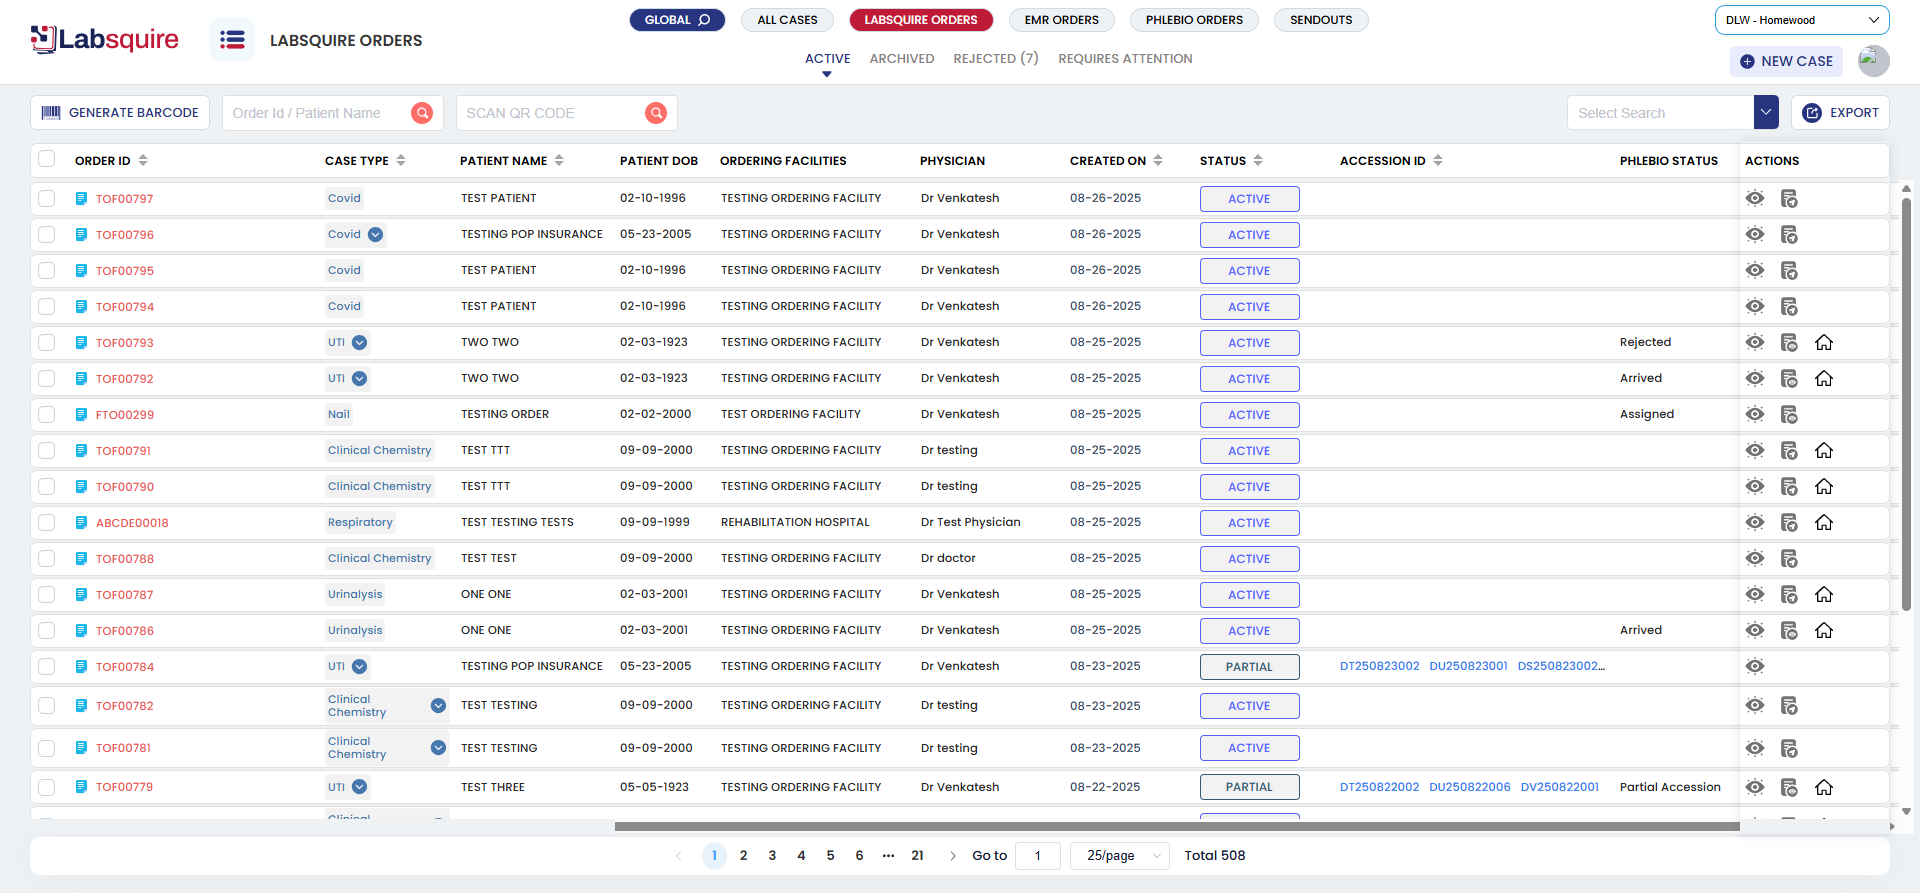 GLOBAL ALL CASES LABSQUIRE ORDERS EMR ORDERS PHLEBIO ORDERS SENDOUTS
DLW - Homewood
Labsquire
LABSQUIRE ORDERS
ACTIVE ARCHIVED REJECTED (7) REQUIRES ATTENTION
NEW CASE
GENERATE BARCODE Order Id / Patient Name SCAN QR CODE Select Search EXPORT
ORDER ID CASE TYPE PATIENT NAME PATIENT DOB ORDERING FACILITIES PHYSICIAN CREATED ON STATUS ACCESSION ID PHLEBIO STATUS ACTIONS
TOF00797 Covid TEST PATIENT 02-10-1996 TESTING ORDERING FACILITY Dr Venkatesh 08-26-2025 ACTIVE
TOF00796 Covid TESTING POP INSURANCE 05-23-2005 TESTING ORDERING FACILITY Dr Venkatesh 08-26-2025 ACTIVE
TOF00795 Covid TEST PATIENT 02-10-1996 TESTING ORDERING FACILITY Dr Venkatesh 08-26-2025 ACTIVE
TOF00794 Covid TEST PATIENT 02-10-1996 TESTING ORDERING FACILITY Dr Venkatesh 08-26-2025 ACTIVE
TOF00793 UTI TWO TWO 02-03-1923 TESTING ORDERING FACILITY Dr Venkatesh 08-25-2025 ACTIVE Rejected
TOF00792 UTI TWO TWO 02-03-1923 TESTING ORDERING FACILITY Dr Venkatesh 08-25-2025 ACTIVE Arrived
FTO00299 Nail TESTING ORDER 02-02-2000 TEST ORDERING FACILITY Dr Venkatesh 08-25-2025 ACTIVE Assigned
TOF00791 Clinical Chemistry TEST TTT 09-09-2000 TESTING ORDERING FACILITY Dr testing 08-25-2025 ACTIVE
TOF00790 Clinical Chemistry TEST TTT 09-09-2000 TESTING ORDERING FACILITY Dr testing 08-25-2025 ACTIVE
ABCDE00018 Respiratory TEST TESTING TESTS 09-09-1999 REHABILITATION HOSPITAL Dr Test Physician 08-25-2025 ACTIVE
TOF00788 Clinical Chemistry TEST TEST 09-09-2000 TESTING ORDERING FACILITY Dr doctor 08-25-2025 ACTIVE
TOF00787 Urinalysis ONE ONE 02-03-2001 TESTING ORDERING FACILITY Dr Venkatesh 08-25-2025 ACTIVE
TOF00786 Urinalysis ONE ONE 02-03-2001 TESTING ORDERING FACILITY Dr Venkatesh 08-25-2025 ACTIVE Arrived
TOF00784 UTI TESTING POP INSURANCE 05-23-2005 TESTING ORDERING FACILITY Dr Venkatesh 08-23-2025 PARTIAL DT250823002 DU250823001 DS250823002...
TOF00782 Clinical Chemistry TEST TESTING 09-09-2000 TESTING ORDERING FACILITY Dr testing 08-23-2025 ACTIVE
TOF00781 Clinical Chemistry TEST TESTING 09-09-2000 TESTING ORDERING FACILITY Dr testing 08-23-2025 ACTIVE
TOF00779 UTI TEST THREE 05-05-1923 TESTING ORDERING FACILITY Dr Venkatesh 08-22-2025 PARTIAL DT250822002 DU250822006 DV250822001 Partial Accession
Clinical
1 2 3 4 5 6 ... 21 Go to 1 25/page Total 508